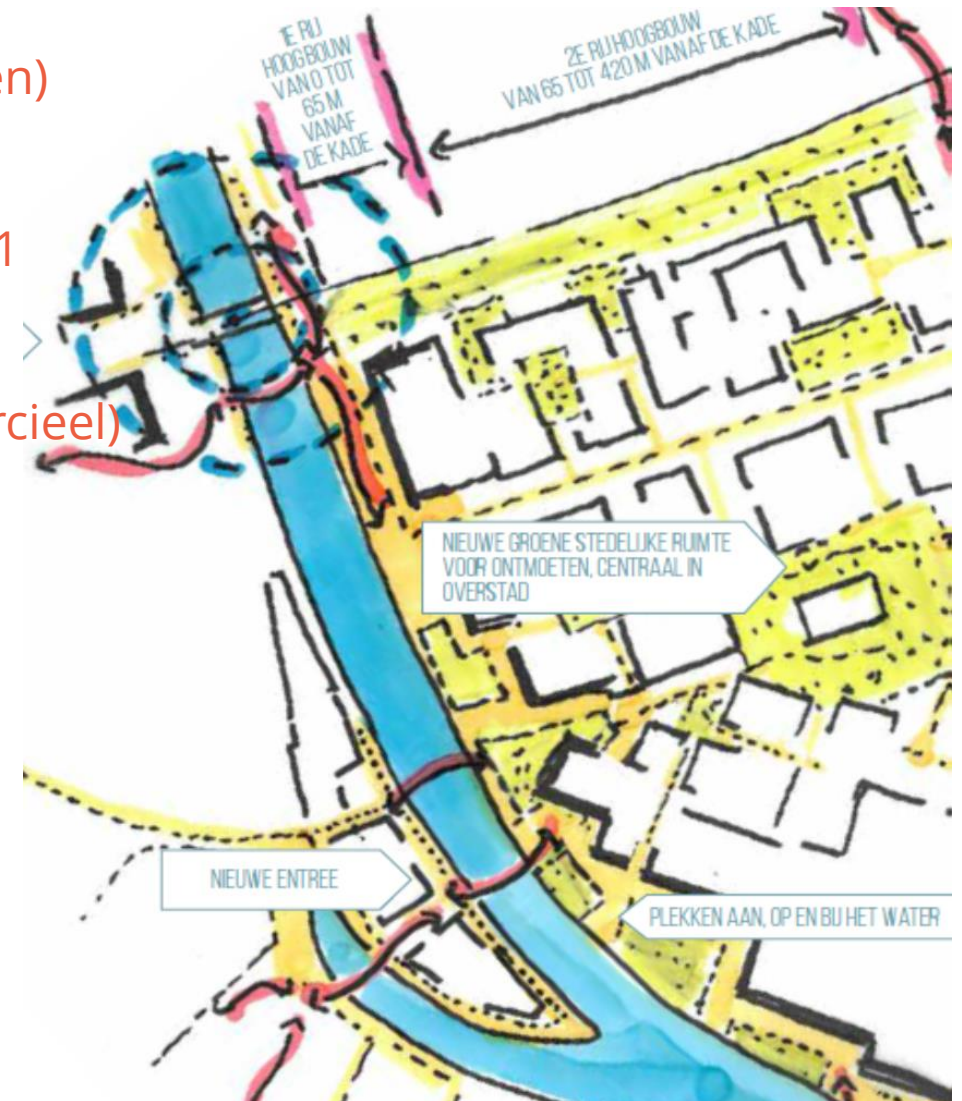 en)
1
rcieel)
1E RIJ
HOOGBOUW
VAN 0 TOT
65 M
VANAF
DE KADE
2E RIJ HOOGBOUW
VAN 65 TOT 420 M VANAF DE KADE
NIEUWE GROENE STEDELIJKE RUIMTE
VOOR ONTMOETEN, CENTRAAL IN
OVERSTAD
NIEUWE ENTREE
PLEKKEN AAN, OP EN BIJ HET WATER